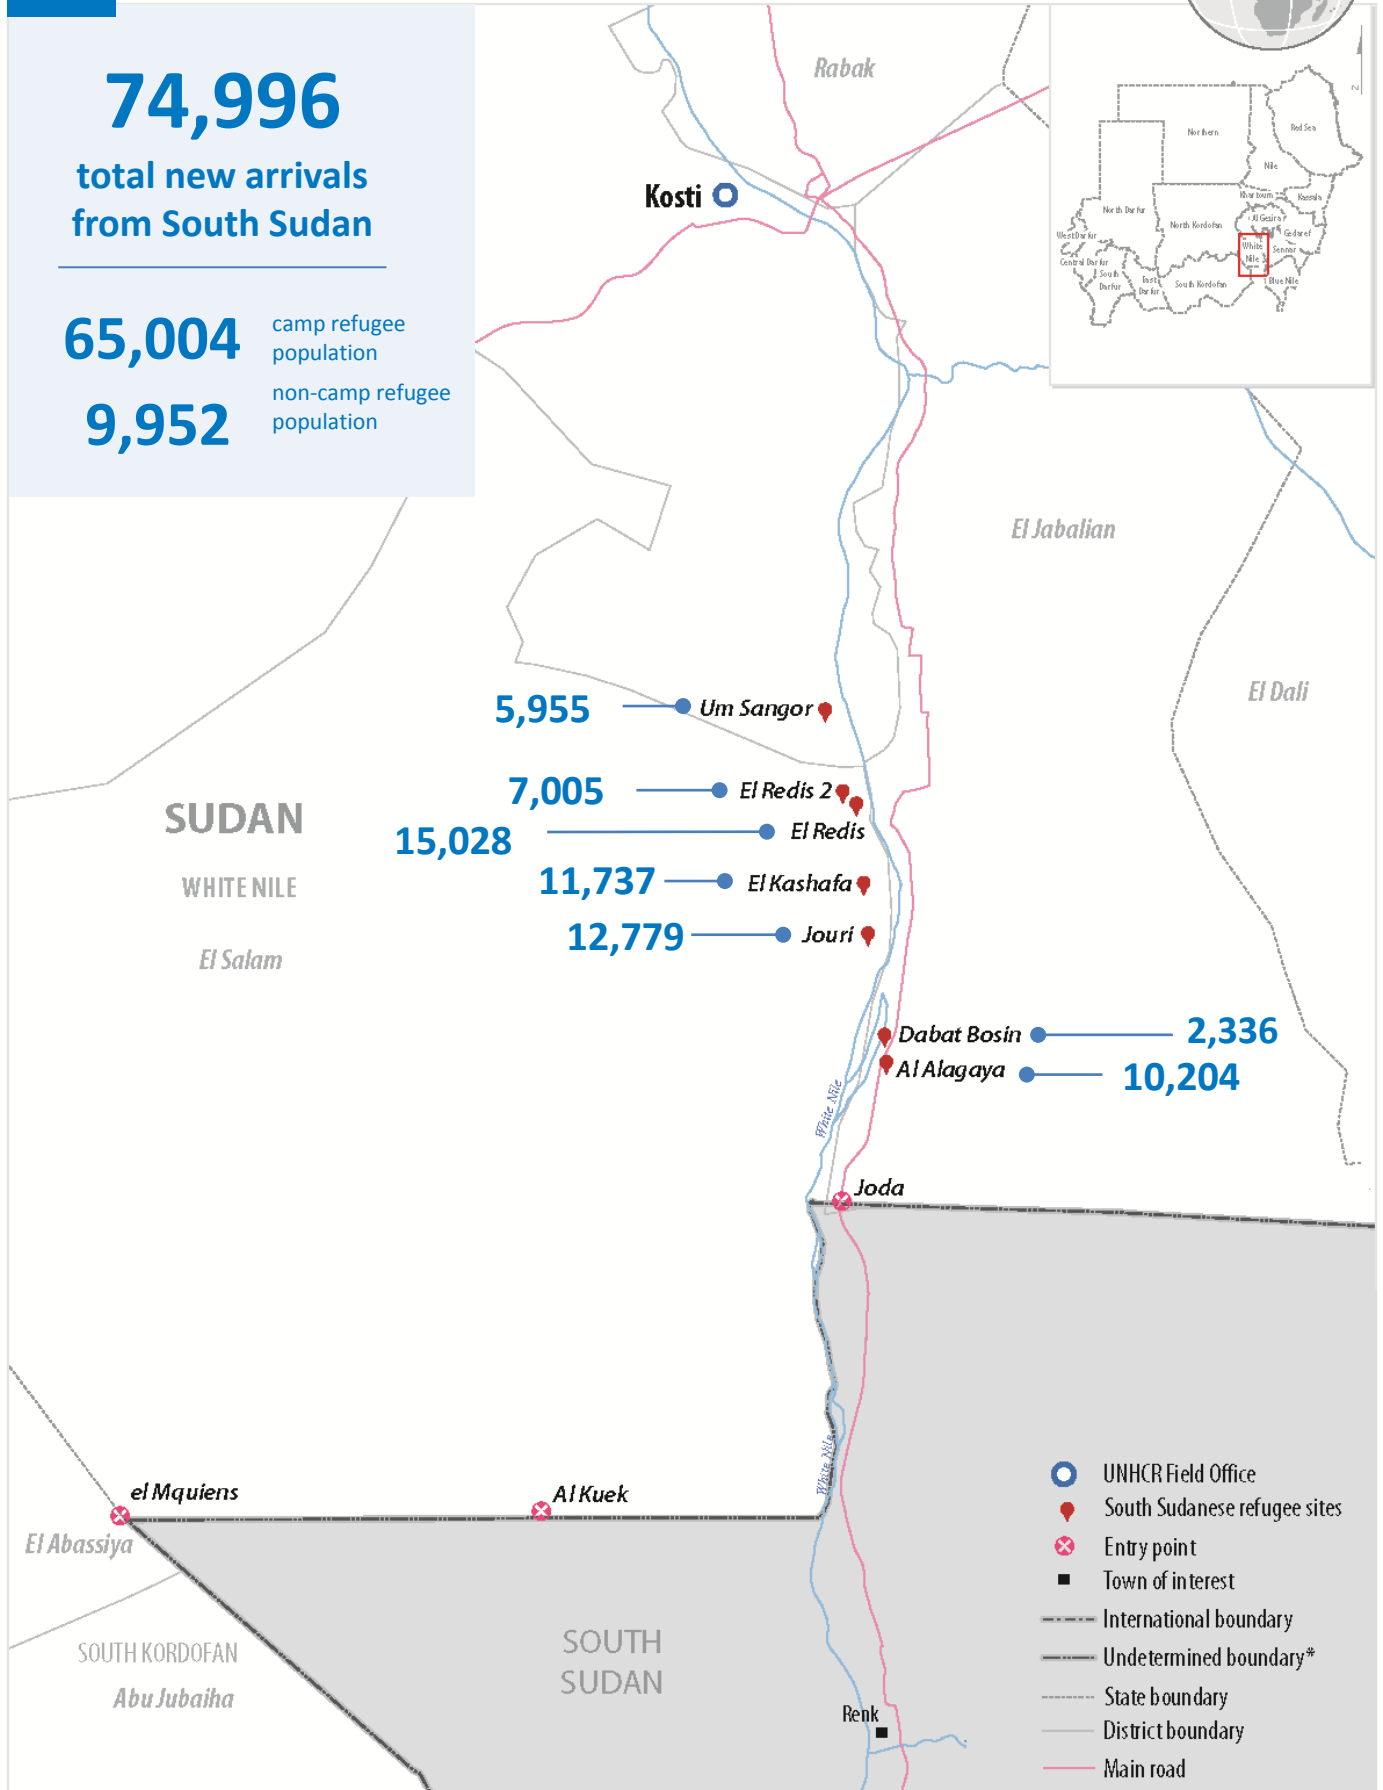 74,996
total new arrivals
from South Sudan
65,004
camp refugee
population
9,952
non-camp refugee
population
Rabak
Kosti
Northern
Red Sea
Nile
Khartoum
Kassala
North Darfur
North Kordofan
Al Gezira
Gedaref
West Darfur
White
Nile
Sennar
Central Darfur
South
Darfur
East
Darfur
South Kordofan
Blue Nile
Z
El Jabalian
El Dali
5,955
Um Sangor
7,005
El Redis 2
15,028
El Redis
11,737
El Kashafa
12,779
Jouri
SUDAN
WHITE NILE
El Salam
Dabat Bosin
2,336
Al Alagaya
10,204
White Nile
Joda
White Nile
el Mquiens
Al Kuek
El Abassiya
SOUTH KORDOFAN
Abu Jubaiha
SOUTH
SUDAN
Renk
UNHCR Field Office
South Sudanese refugee sites
Entry point
Town of interest
International boundary
Undetermined boundary*
State boundary
District boundary
Main road